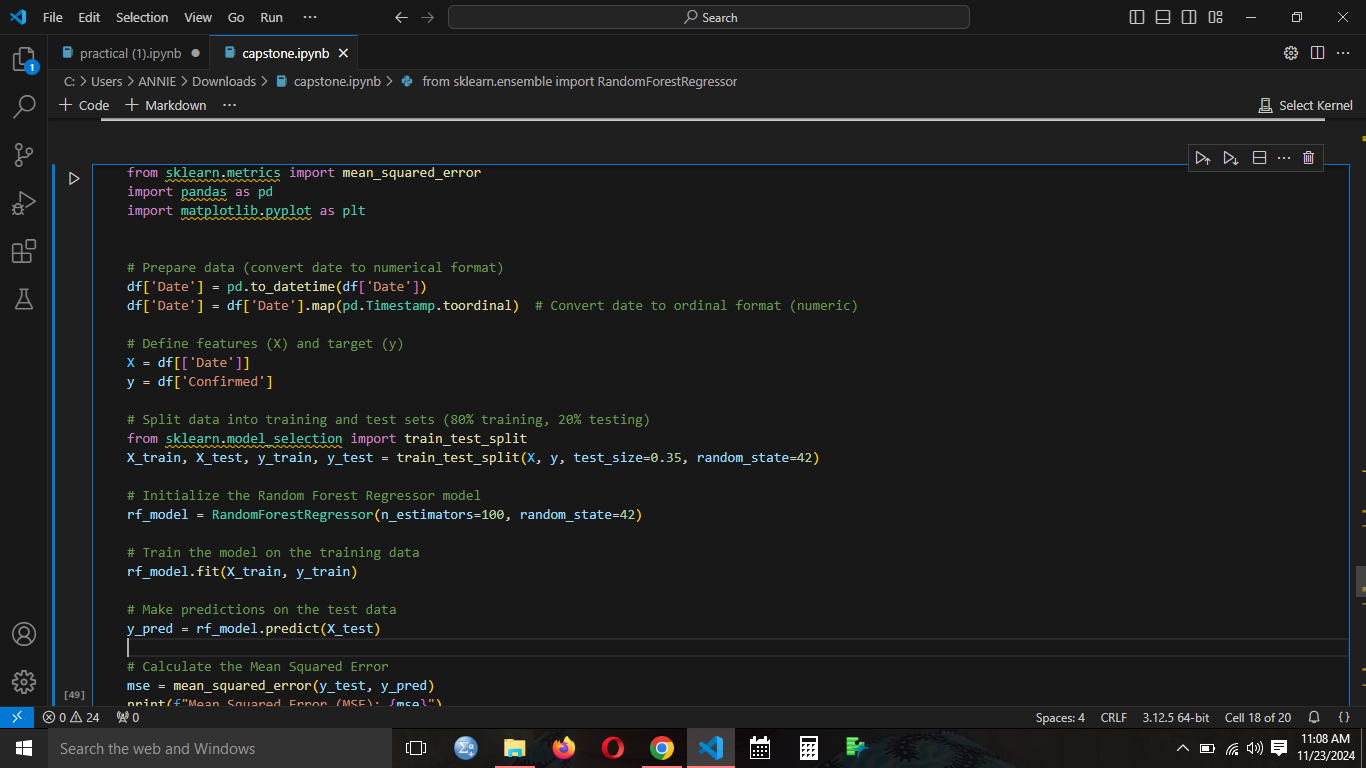 File Edit Selection View Go Run ··· Search
practical (1).ipynb capstone.ipynb
C: > Users > ANNIE > Downloads > capstone.ipynb > from sklearn.ensemble import RandomForestRegressor
+ Code + Markdown ··· Select Kernel
from sklearn.metrics import mean_squared_error
import pandas as pd
import matplotlib.pyplot as plt
# Prepare data (convert date to numerical format)
df['Date'] = pd.to_datetime(df['Date'])
df['Date'] = df['Date'].map(pd.Timestamp.toordinal)  # Convert date to ordinal format (numeric)
# Define features (X) and target (y)
X = df[['Date']]
y = df['Confirmed']
# Split data into training and test sets (80% training, 20% testing)
from sklearn.model_selection import train_test_split
X_train, X_test, y_train, y_test = train_test_split(X, y, test_size=0.35, random_state=42)
# Initialize the Random Forest Regressor model
rf_model = RandomForestRegressor(n_estimators=100, random_state=42)
# Train the model on the training data
rf_model.fit(X_train, y_train)
# Make predictions on the test data
y_pred = rf_model.predict(X_test)
# Calculate the Mean Squared Error
mse = mean_squared_error(y_test, y_pred)
print(f"Mean Squared Error (MSE): {mse}")
[49]
0 24 0 Spaces: 4 CRLF 3.12.5 64-bit Cell 18 of 20 {}
Search the web and Windows
11:08 AM
11/23/2024
1